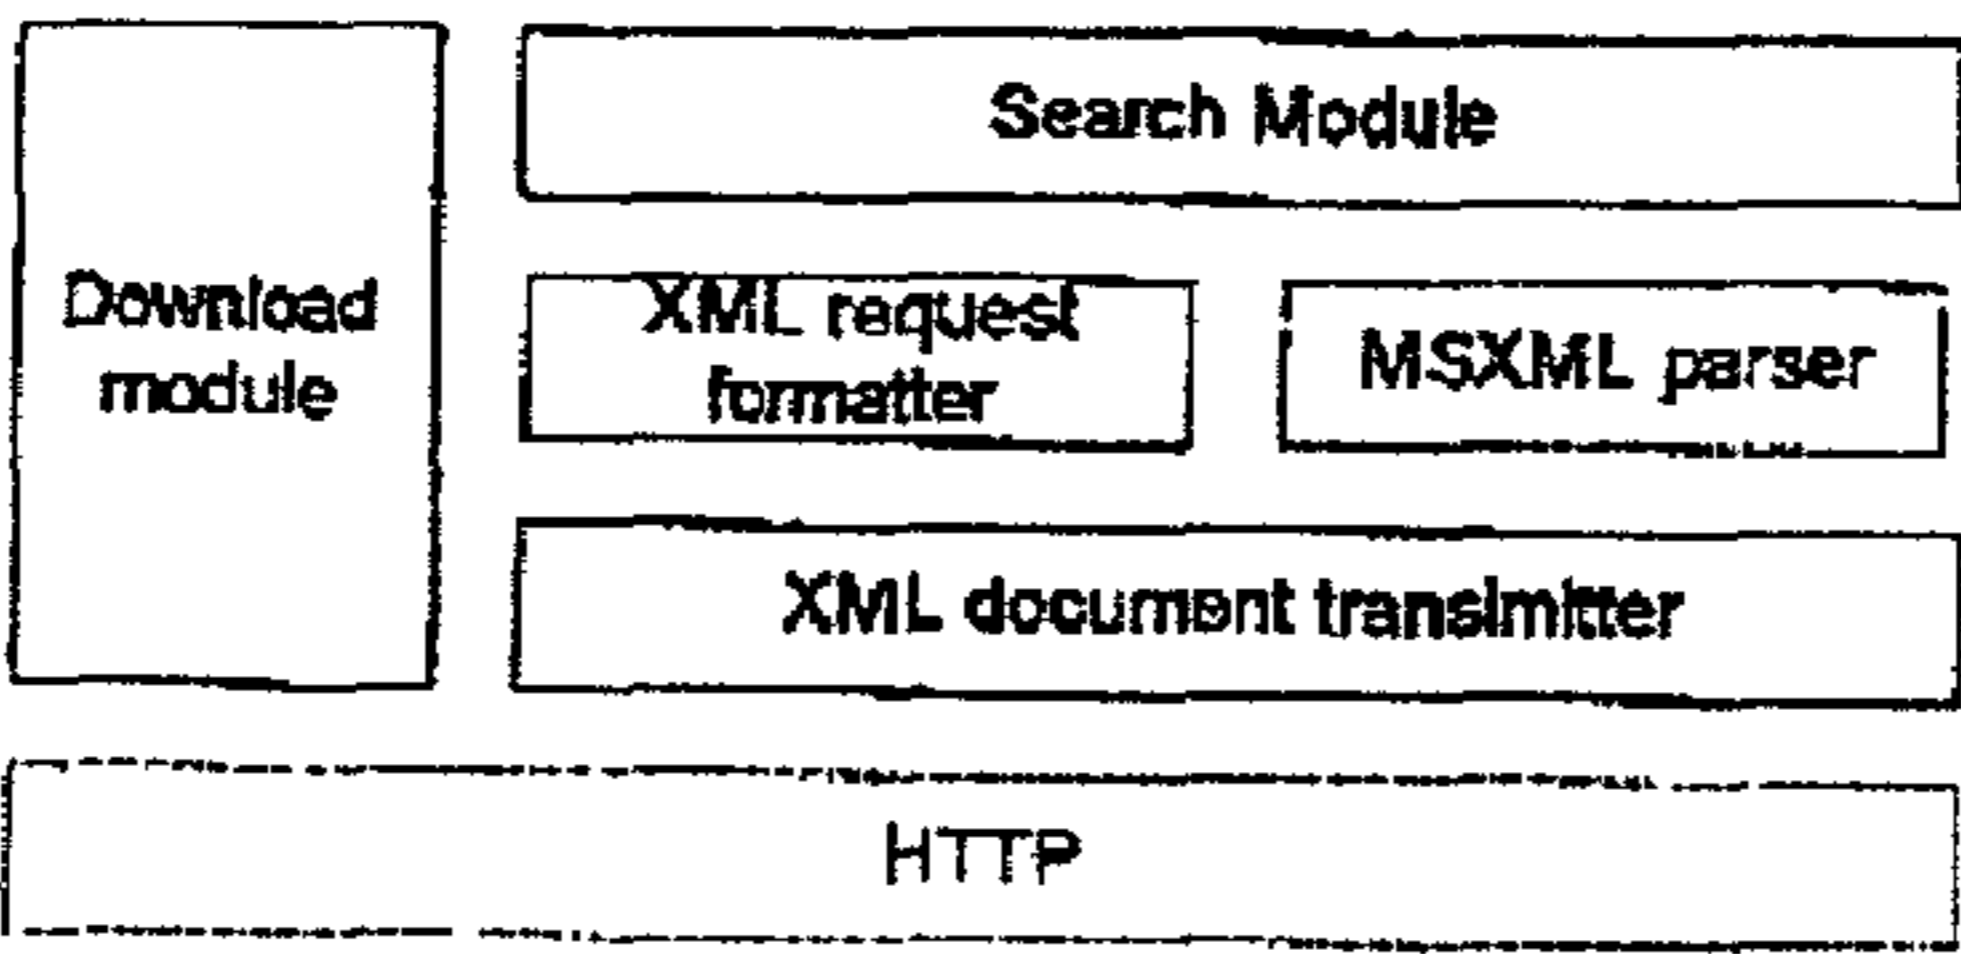 Search Module
Download
module
XML request
formatter
MSXML parser
XML document transimitter
HTTP